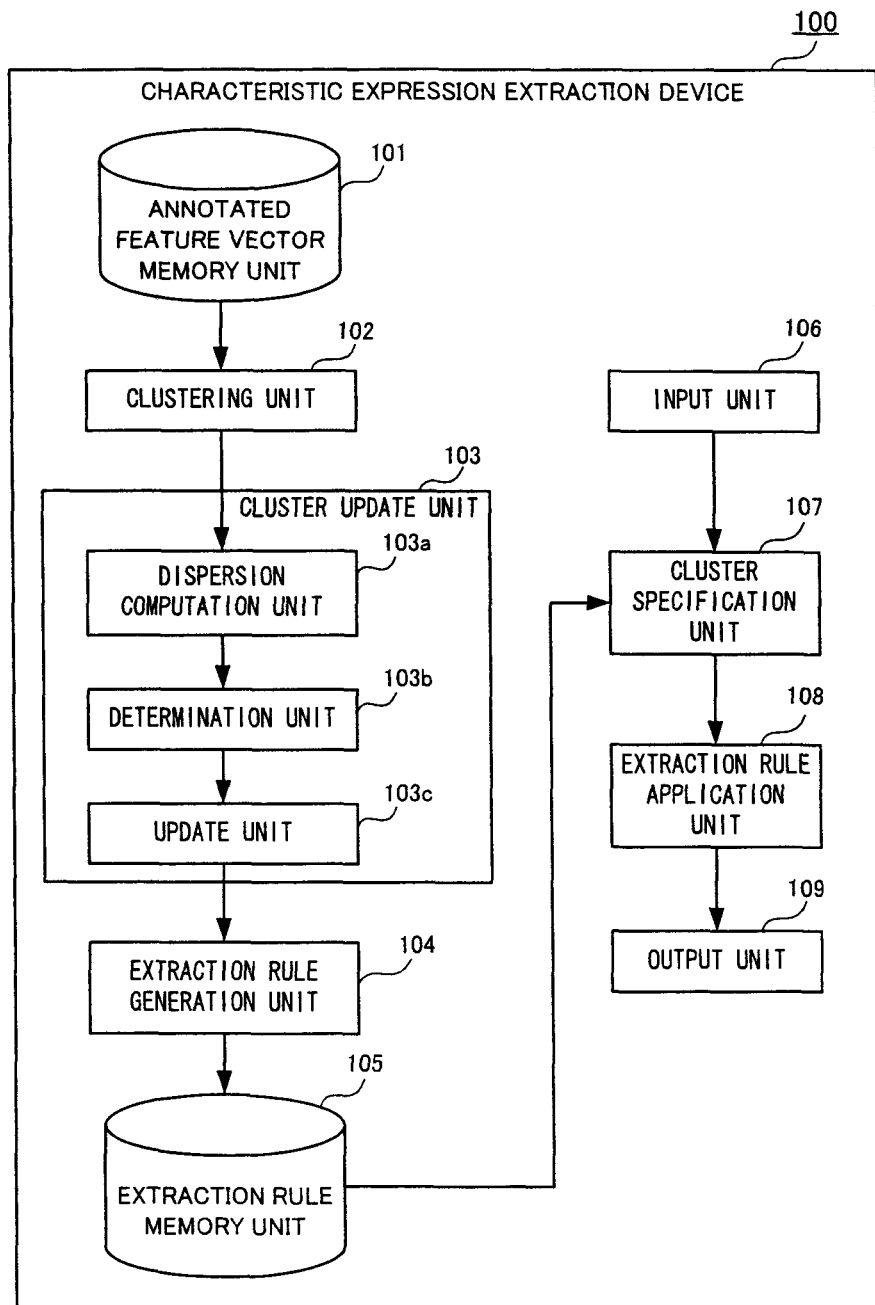 100
CHARACTERISTIC EXPRESSION EXTRACTION DEVICE
101
ANNOTATED
FEATURE VECTOR
MEMORY UNIT
102
CLUSTERING UNIT
103
CLUSTER UPDATE UNIT
103a
DISPERSION
COMPUTATION UNIT
103b
DETERMINATION UNIT
103c
UPDATE UNIT
104
EXTRACTION RULE
GENERATION UNIT
105
EXTRACTION RULE
MEMORY UNIT
106
INPUT UNIT
107
CLUSTER
SPECIFICATION
UNIT
108
EXTRACTION RULE
APPLICATION
UNIT
109
OUTPUT UNIT